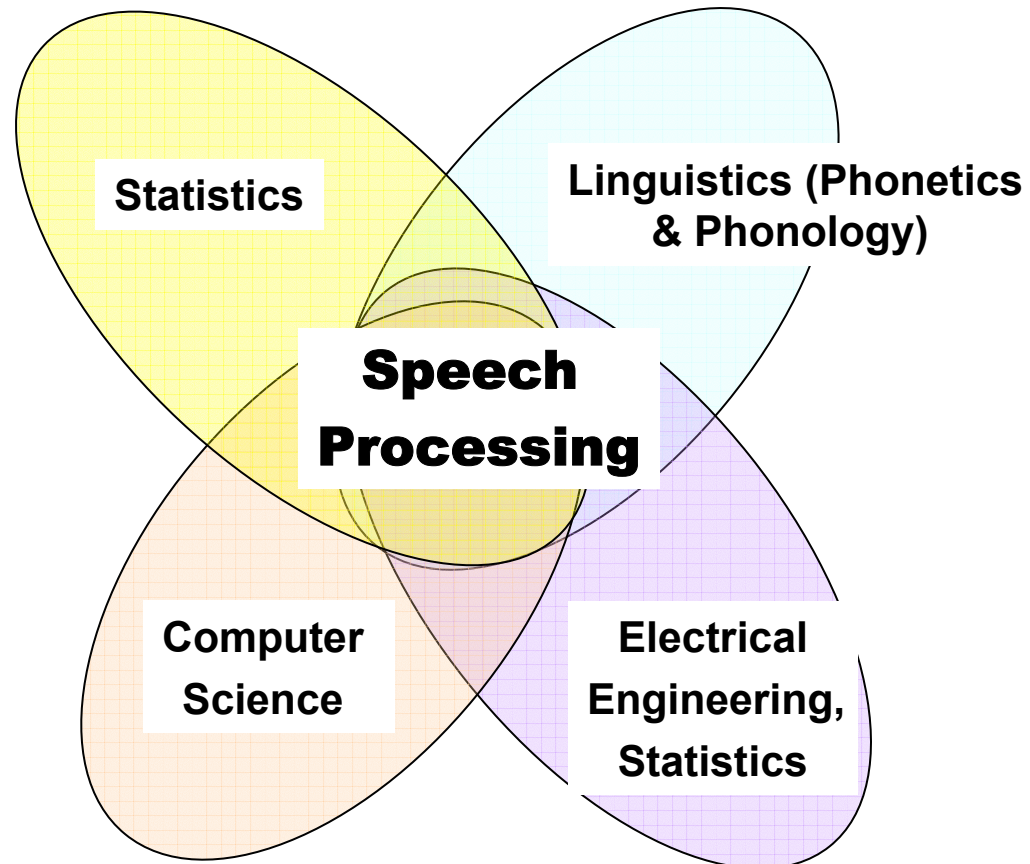 Statistics
Linguistics (Phonetics
& Phonology)
Speech
Processing
Computer
Science
Electrical
Engineering,
Statistics